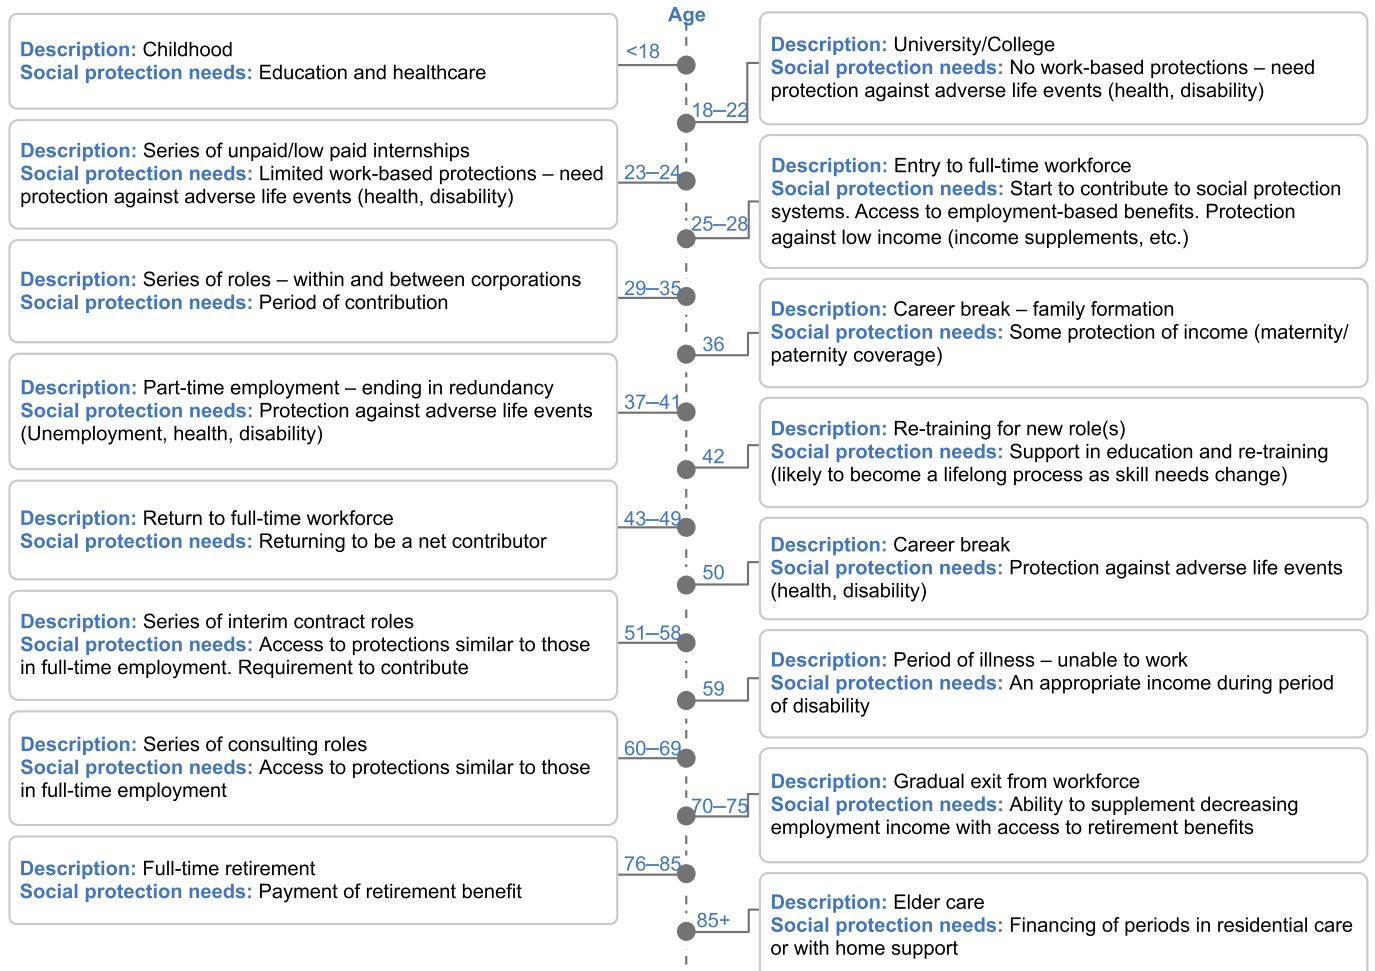 Age
<18
Description: Childhood
Social protection needs: Education and healthcare
18–22
Description: University/College
Social protection needs: No work-based protections – need
protection against adverse life events (health, disability)
23–24
Description: Series of unpaid/low paid internships
Social protection needs: Limited work-based protections – need
protection against adverse life events (health, disability)
25–28
Description: Entry to full-time workforce
Social protection needs: Start to contribute to social protection
systems. Access to employment-based benefits. Protection
against low income (income supplements, etc.)
29–35
Description: Series of roles – within and between corporations
Social protection needs: Period of contribution
36
Description: Career break – family formation
Social protection needs: Some protection of income (maternity/
paternity coverage)
37–41
Description: Part-time employment – ending in redundancy
Social protection needs: Protection against adverse life events
(Unemployment, health, disability)
42
Description: Re-training for new role(s)
Social protection needs: Support in education and re-training
(likely to become a lifelong process as skill needs change)
43–49
Description: Return to full-time workforce
Social protection needs: Returning to be a net contributor
50
Description: Career break
Social protection needs: Protection against adverse life events
(health, disability)
51–58
Description: Series of interim contract roles
Social protection needs: Access to protections similar to those
in full-time employment. Requirement to contribute
59
Description: Period of illness – unable to work
Social protection needs: An appropriate income during period
of disability
60–69
Description: Series of consulting roles
Social protection needs: Access to protections similar to those
in full-time employment
70–75
Description: Gradual exit from workforce
Social protection needs: Ability to supplement decreasing
employment income with access to retirement benefits
76–85
Description: Full-time retirement
Social protection needs: Payment of retirement benefit
85+
Description: Elder care
Social protection needs: Financing of periods in residential care
or with home support